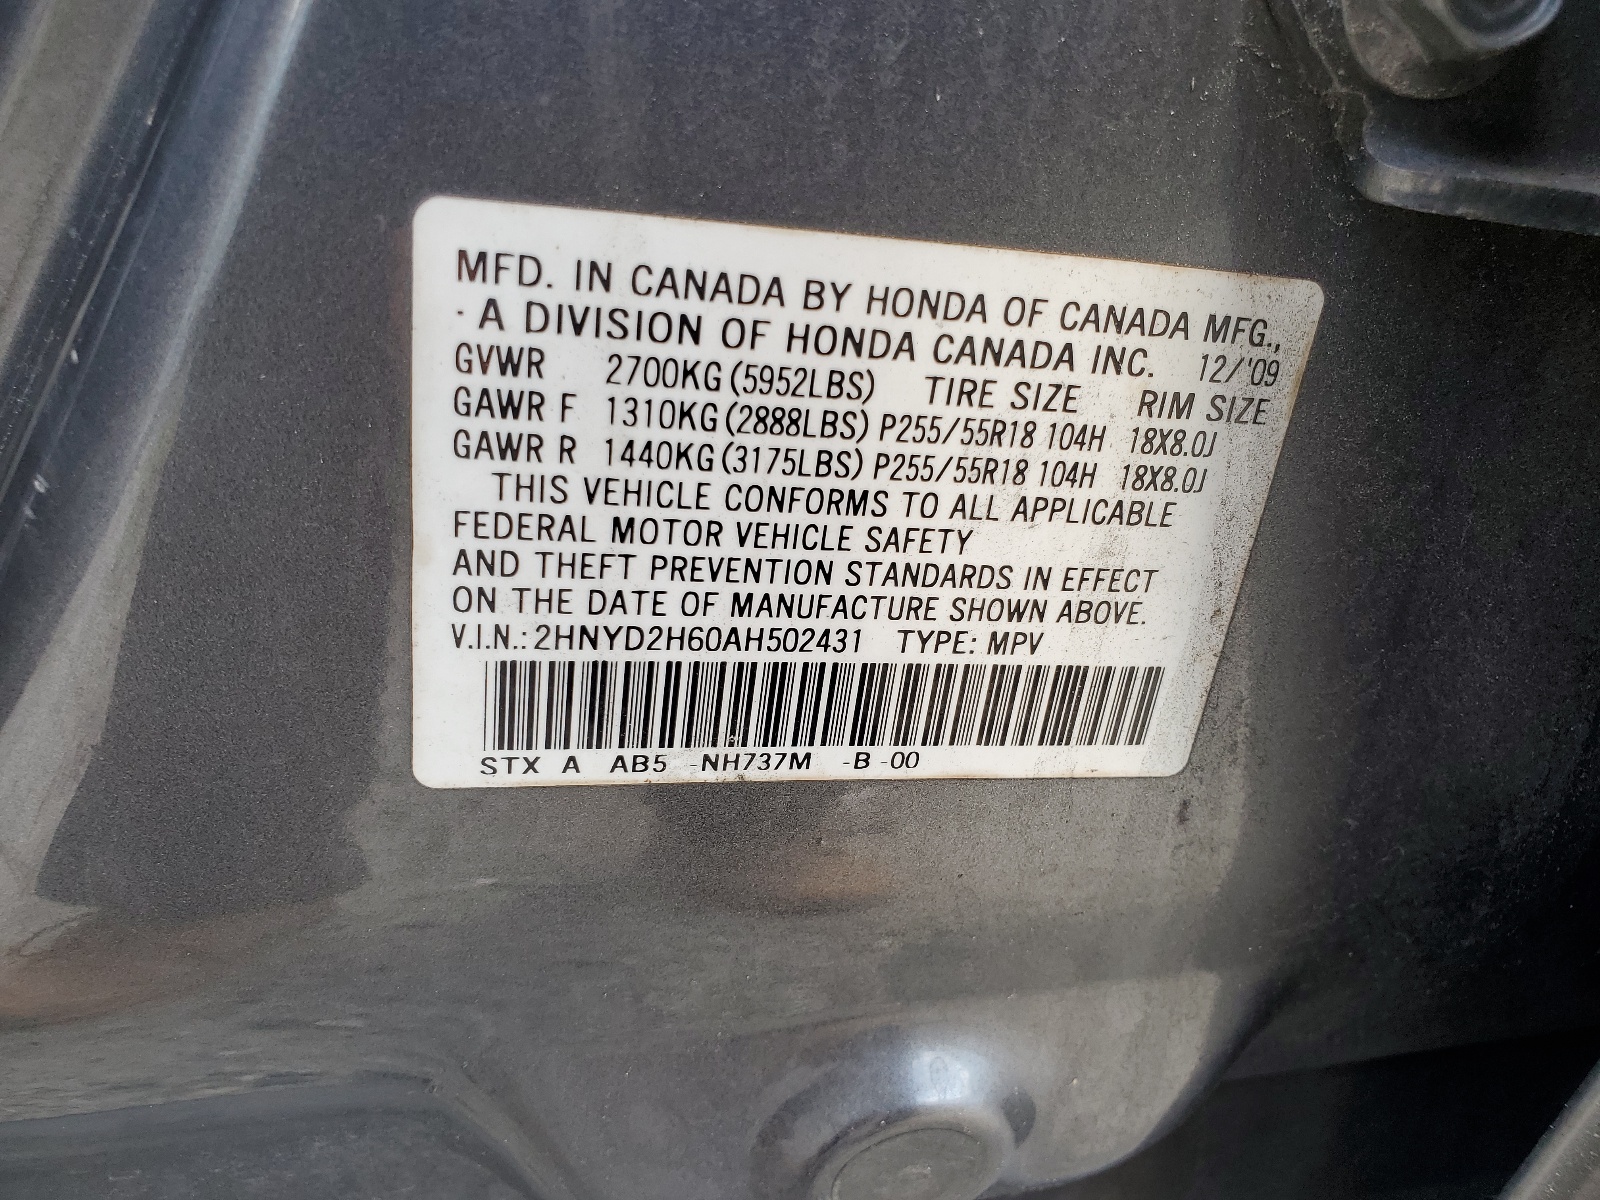 MFD. IN CANADA BY HONDA OF CANADA MFG.,
· A DIVISION OF HONDA CANADA INC. 12/'09
GVWR 2700KG (5952LBS) TIRE SIZE RIM SIZE
GAWR F 1310KG (2888LBS) P255/55R18 104H 18X8.0J
GAWR R 1440KG (3175LBS) P255/55R18 104H 18X8.0J
THIS VEHICLE CONFORMS TO ALL APPLICABLE
FEDERAL MOTOR VEHICLE SAFETY
AND THEFT PREVENTION STANDARDS IN EFFECT
ON THE DATE OF MANUFACTURE SHOWN ABOVE.
V.I.N.: 2HNYD2H60AH502431 TYPE: MPV
STX A AB5 -NH737M -B -00